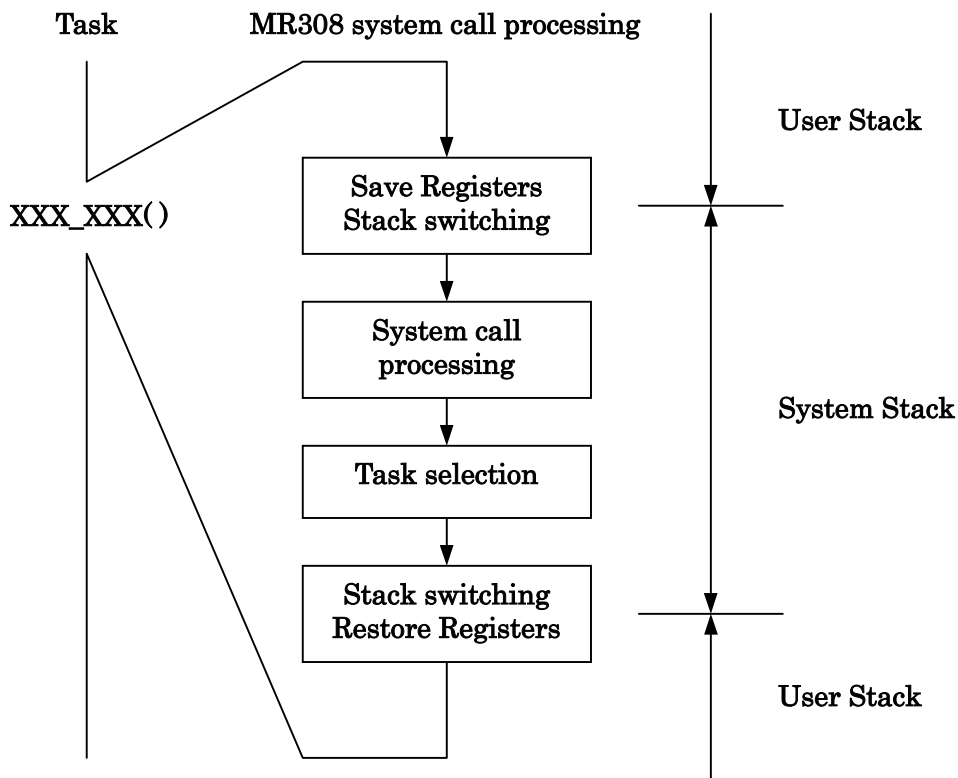 Task
MR308 system call processing
User Stack
Save Registers
Stack switching
XXX_XXX()
System call
processing
System Stack
Task selection
Stack switching
Restore Registers
User Stack